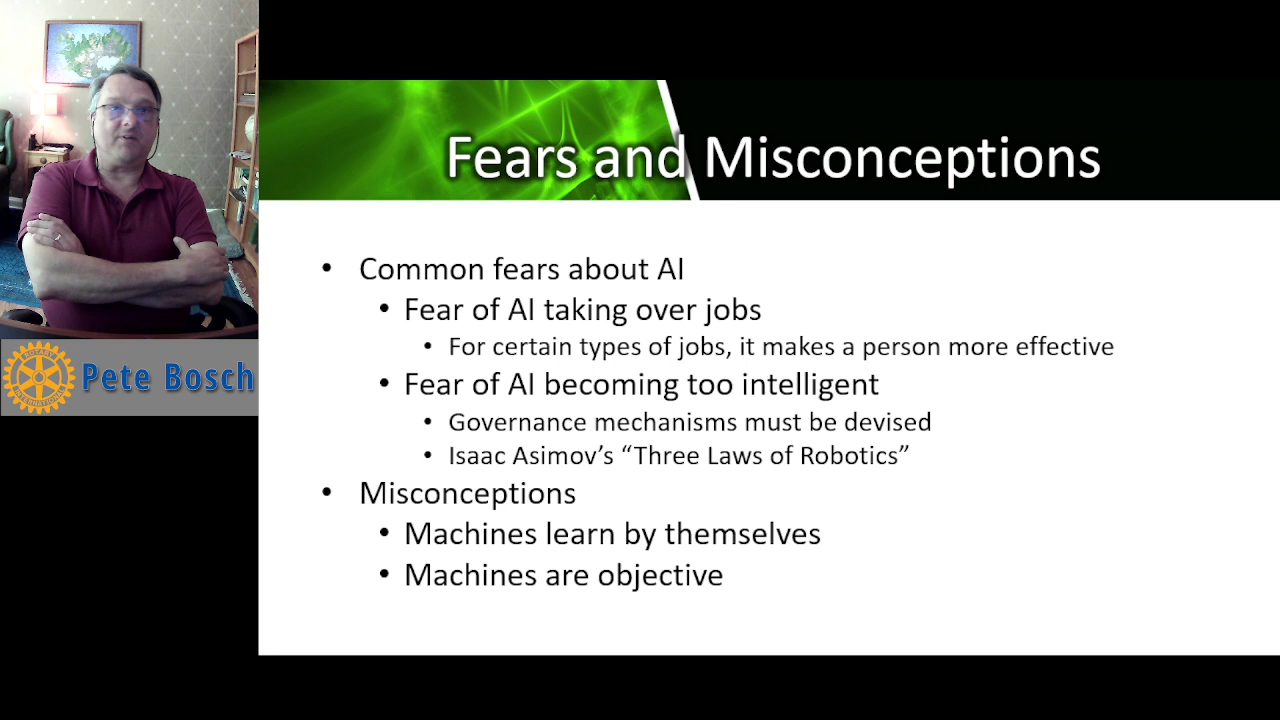 Fears and Misconceptions
• Common fears about AI
• Fear of AI taking over jobs
• For certain types of jobs, it makes a person more effective
• Fear of AI becoming too intelligent
• Governance mechanisms must be devised
• Isaac Asimov’s “Three Laws of Robotics”
• Misconceptions
• Machines learn by themselves
• Machines are objective
ROTARY
INTERNATIONAL
Pete Bosch